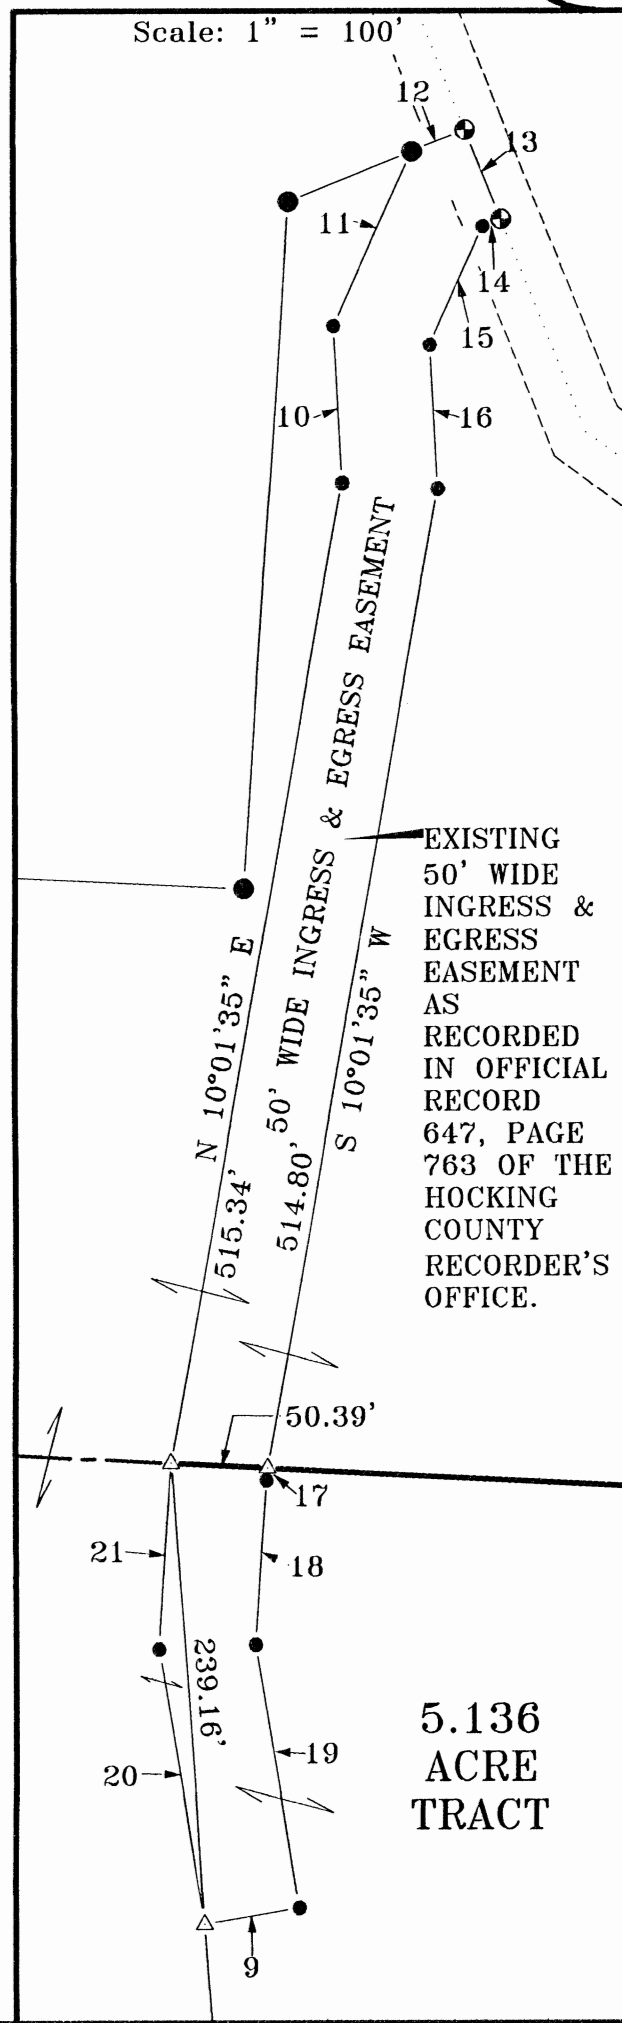 Scale: 1" = 100'
12
13
11
14
15
10
16
50' WIDE INGRESS & EGRESS EASEMENT
EXISTING
50' WIDE
INGRESS &
EGRESS
EASEMENT
AS
RECORDED
IN OFFICIAL
RECORD
647, PAGE
763 OF THE
HOCKING
COUNTY
RECORDER'S
OFFICE.
N 10°01'35" E
515.34'
S 10°01'35" W
514.80'
50.39'
17
21
18
239.16'
19
20
5.136
ACRE
TRACT
9